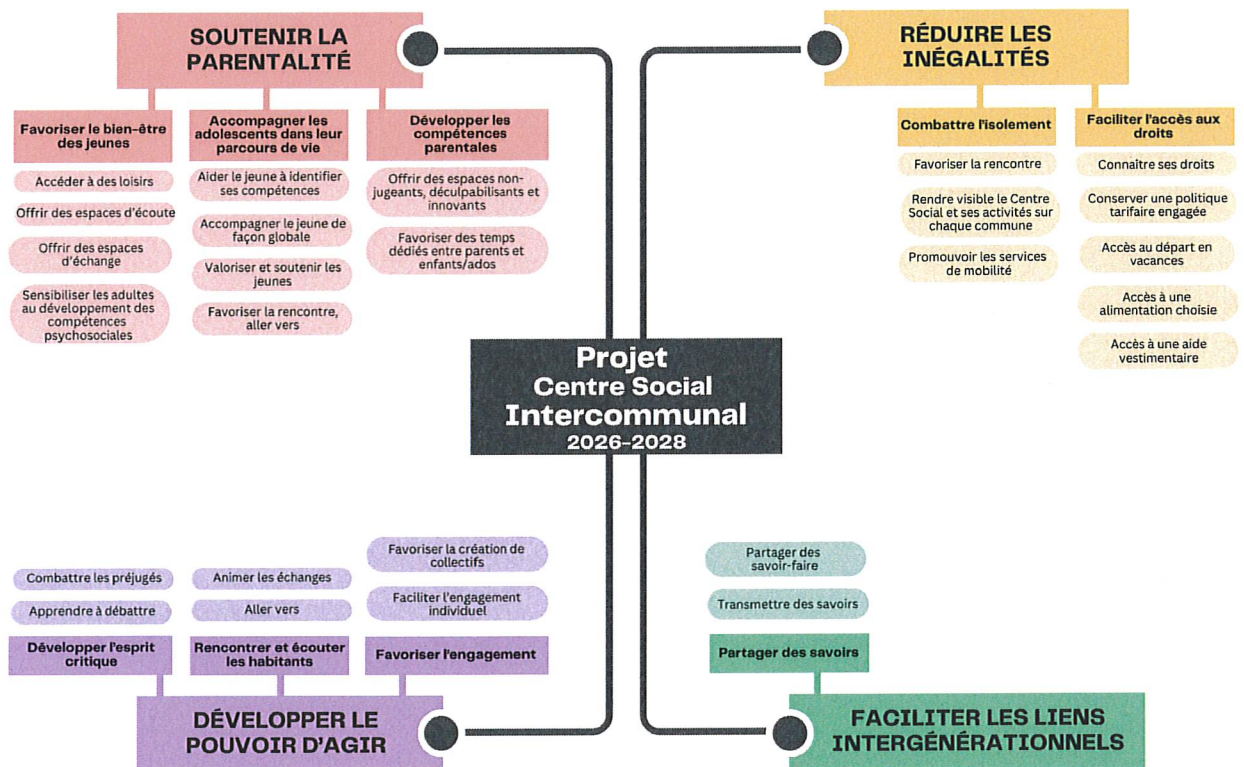 SOUTENIR LA
PARENTALITÉ
Favoriser le bien-être
des jeunes
Accéder à des loisirs
Offrir des espaces d'écoute
Offrir des espaces
d'échange
Sensibiliser les adultes
au développement des
compétences
psychosociales
Accompagner les
adolescents dans leur
parcours de vie
Aider le jeune à identifier
ses compétences
Accompagner le jeune de
façon globale
Valoriser et soutenir les
jeunes
Favoriser la rencontre,
aller vers
Développer les
compétences
parentales
Offrir des espaces non-
jugeants, déculpabilisants et
innovants
Favoriser des temps
dédiés entre parents et
enfants/ados
RÉDUIRE LES
INÉGALITÉS
Combattre l'isolement
Favoriser la rencontre
Rendre visible le Centre
Social et ses activités sur
chaque commune
Promouvoir les services
de mobilité
Faciliter l'accès aux
droits
Connaître ses droits
Conserver une politique
tarifaire engagée
Accès au départ en
vacances
Accès à une
alimentation choisie
Accès à une aide
vestimentaire
Projet
Centre Social
Intercommunal
2026-2028
Combattre les préjugés
Apprendre à débattre
Développer l'esprit
critique
Animer les échanges
Aller vers
Rencontrer et écouter
les habitants
Favoriser la création de
collectifs
Faciliter l'engagement
individuel
Favoriser l'engagement
DÉVELOPPER LE
POUVOIR D'AGIR
Partager des
savoir-faire
Transmettre des savoirs
Partager des savoirs
FACILITER LES LIENS
INTERGÉNÉRATIONNELS